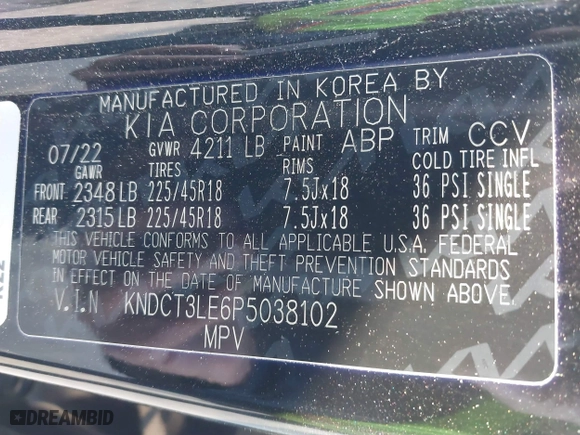 MANUFACTURED IN KOREA BY
KIA CORPORATION
07/22 GVWR 4211 LB PAINT ABP TRIM CCV
GAWR TIRES RIMS COLD TIRE INFL
FRONT 2348 LB 225/45R18 7.5Jx18 36 PSI SINGLE
REAR 2315 LB 225/45R18 7.5Jx18 36 PSI SINGLE
THIS VEHICLE CONFORMS TO ALL APPLICABLE U.S.A. FEDERAL
MOTOR VEHICLE SAFETY AND THEFT PREVENTION STANDARDS
IN EFFECT ON THE DATE OF MANUFACTURE SHOWN ABOVE.
V.I.N KNDCT3LE6P5038102
MPV
DREAMBID